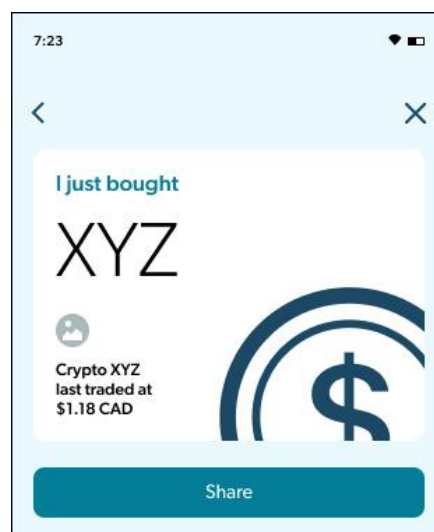 7:23
I just bought
XYZ
Crypto XYZ
last traded at
$1.18 CAD
$
Share